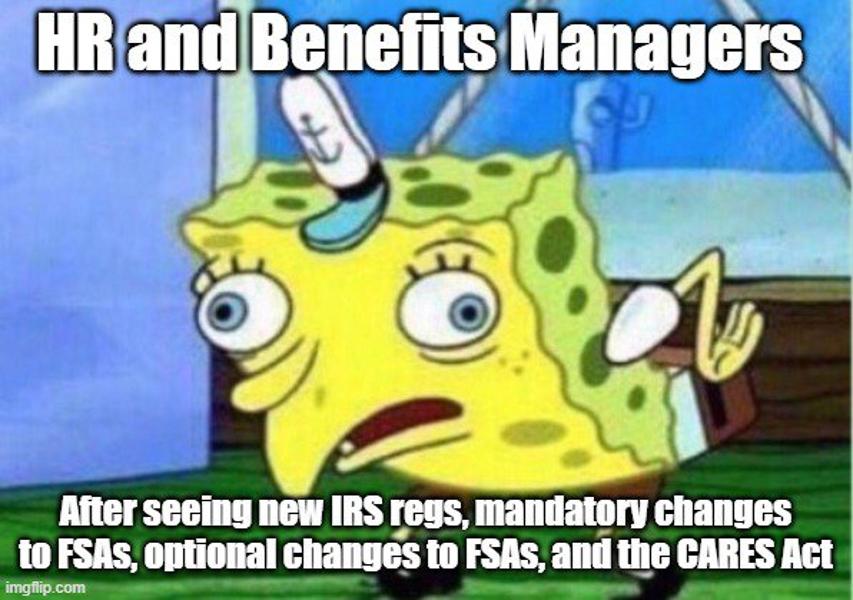 HR and Benefits Managers
After seeing new IRS regs, mandatory changes
to FSAs, optional changes to FSAs, and the CARES Act
imgflip.com